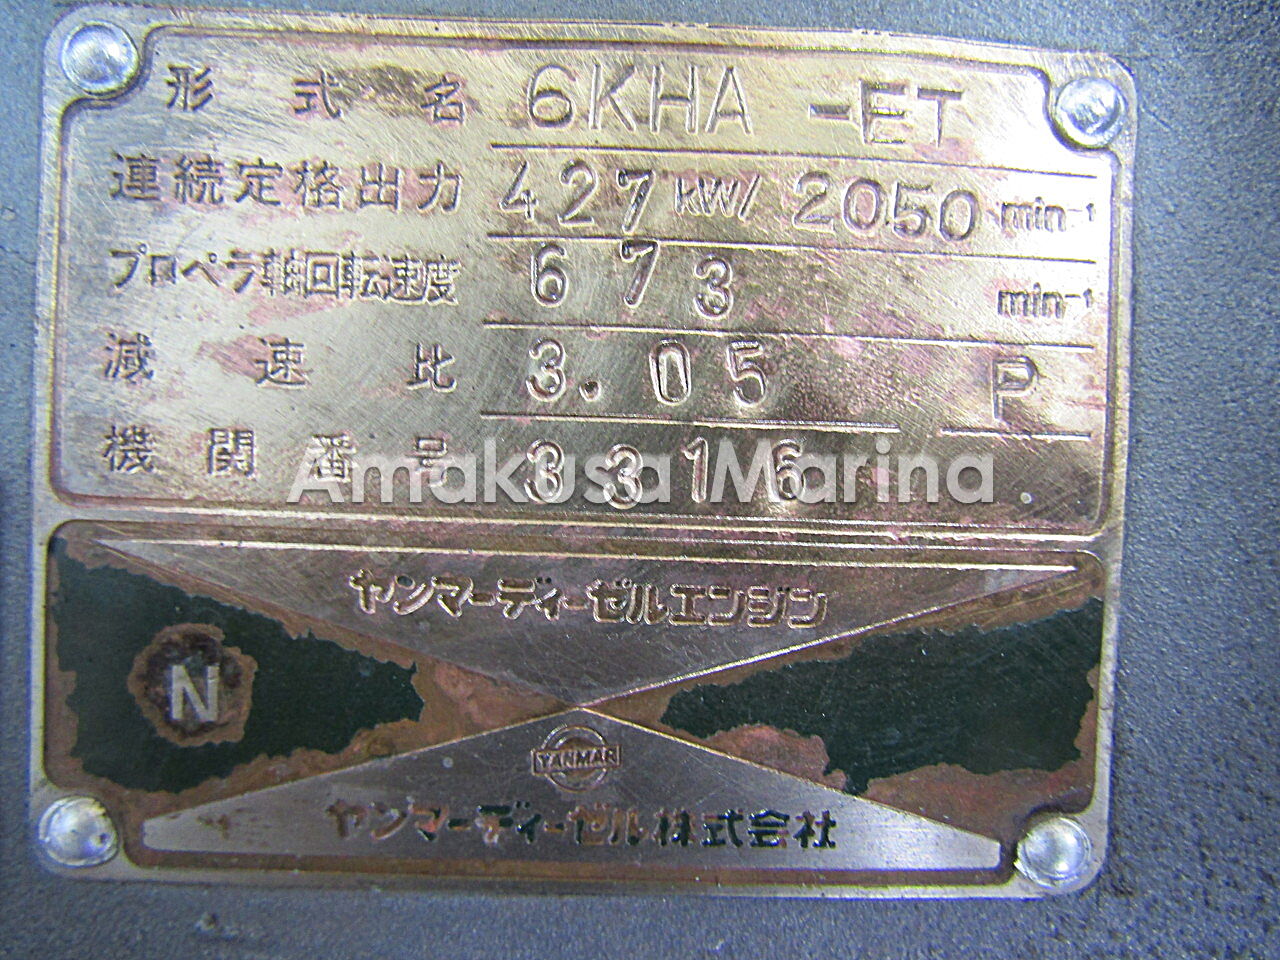 形式名 6KHA-ET
連続定格出力 427 kW/ 2050 min-1
プロペラ軸回転速度 673 min-1
減速比 3.05 P
機関番号 3316
Amakusa Marina
ヤンマーディーゼルエンジン
N
YANMAR
ヤンマーディーゼル株式会社